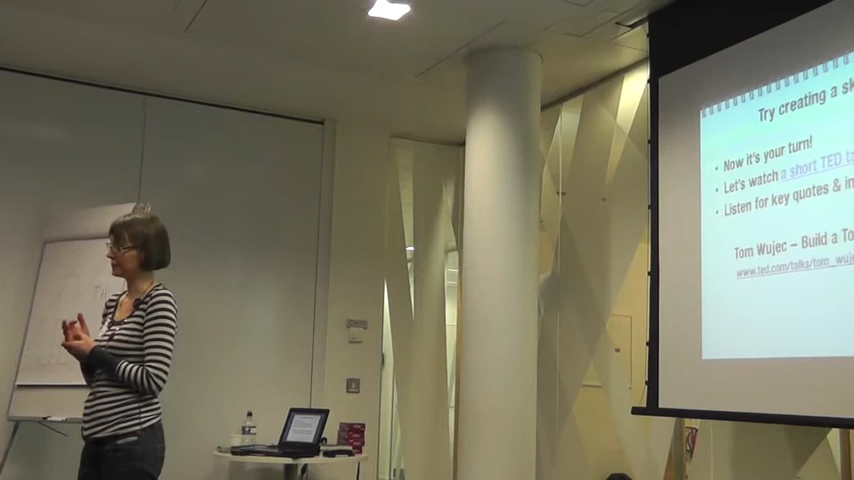 Try creating a sk
• Now it's your turn!
• Let's watch a short TED ta
• Listen for key quotes & in
Tom Wujec – Build a To
www.ted.com/talks/tom_wuje